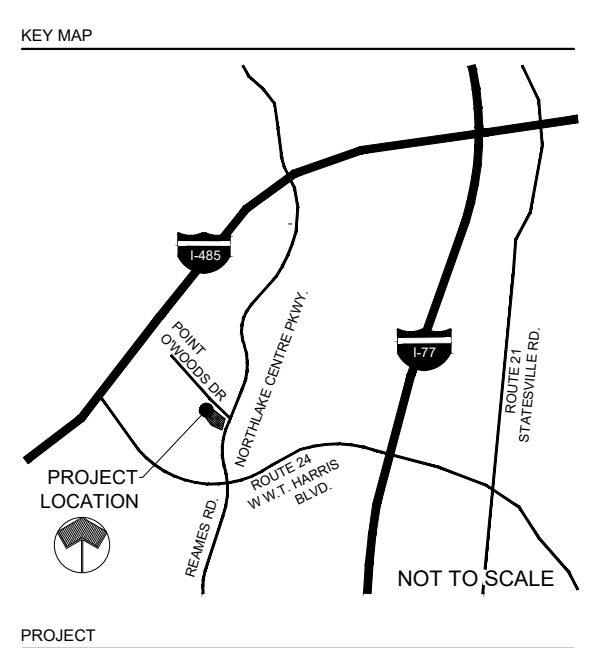 KEY MAP
I-485
POINT
O'WOODS DR
NORTHLAKE CENTRE PKWY.
I-77
ROUTE 21
STATESVILLE RD.
PROJECT
LOCATION
ROUTE 24
W W.T. HARRIS
BLVD.
REAMES RD.
NOT TO SCALE
PROJECT